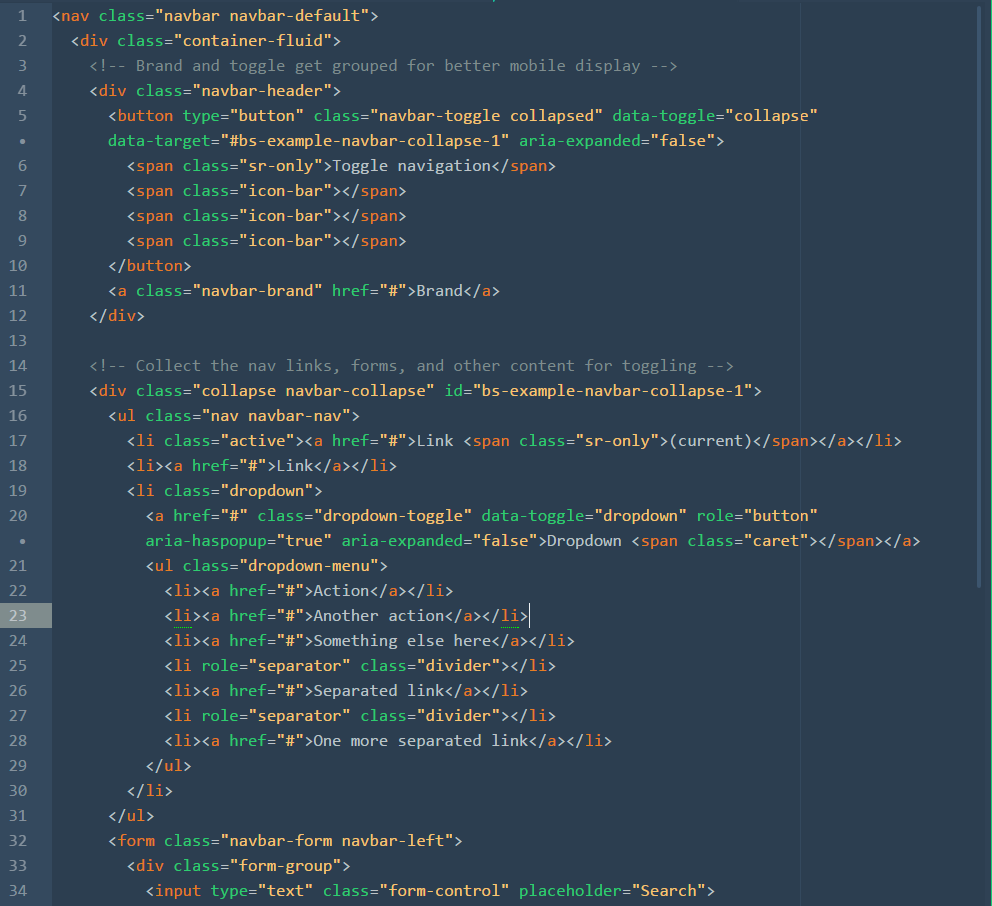 1 <nav class="navbar navbar-default">
2 <div class="container-fluid">
3 <!-- Brand and toggle get grouped for better mobile display -->
4 <div class="navbar-header">
5 <button type="button" class="navbar-toggle collapsed" data-toggle="collapse"
• data-target="#bs-example-navbar-collapse-1" aria-expanded="false">
6 <span class="sr-only">Toggle navigation</span>
7 <span class="icon-bar"></span>
8 <span class="icon-bar"></span>
9 <span class="icon-bar"></span>
10 </button>
11 <a class="navbar-brand" href="#">Brand</a>
12 </div>
13
14 <!-- Collect the nav links, forms, and other content for toggling -->
15 <div class="collapse navbar-collapse" id="bs-example-navbar-collapse-1">
16 <ul class="nav navbar-nav">
17 <li class="active"><a href="#">Link <span class="sr-only">(current)</span></a></li>
18 <li><a href="#">Link</a></li>
19 <li class="dropdown">
20 <a href="#" class="dropdown-toggle" data-toggle="dropdown" role="button"
• aria-haspopup="true" aria-expanded="false">Dropdown <span class="caret"></span></a>
21 <ul class="dropdown-menu">
22 <li><a href="#">Action</a></li>
23 <li><a href="#">Another action</a></li>
24 <li><a href="#">Something else here</a></li>
25 <li role="separator" class="divider"></li>
26 <li><a href="#">Separated link</a></li>
27 <li role="separator" class="divider"></li>
28 <li><a href="#">One more separated link</a></li>
29 </ul>
30 </li>
31 </ul>
32 <form class="navbar-form navbar-left">
33 <div class="form-group">
34 <input type="text" class="form-control" placeholder="Search">